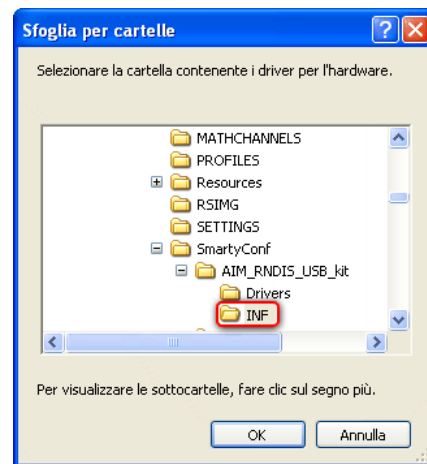 Sfoglia per cartelle
Selezionare la cartella contenente i driver per l'hardware.
MATHCHANNELS
PROFILES
Resources
RSIMG
SETTINGS
SmartyConf
AIM_RNDIS_USB_kit
Drivers
INF
Per visualizzare le sottocartelle, fare clic sul segno più.
OK Annulla